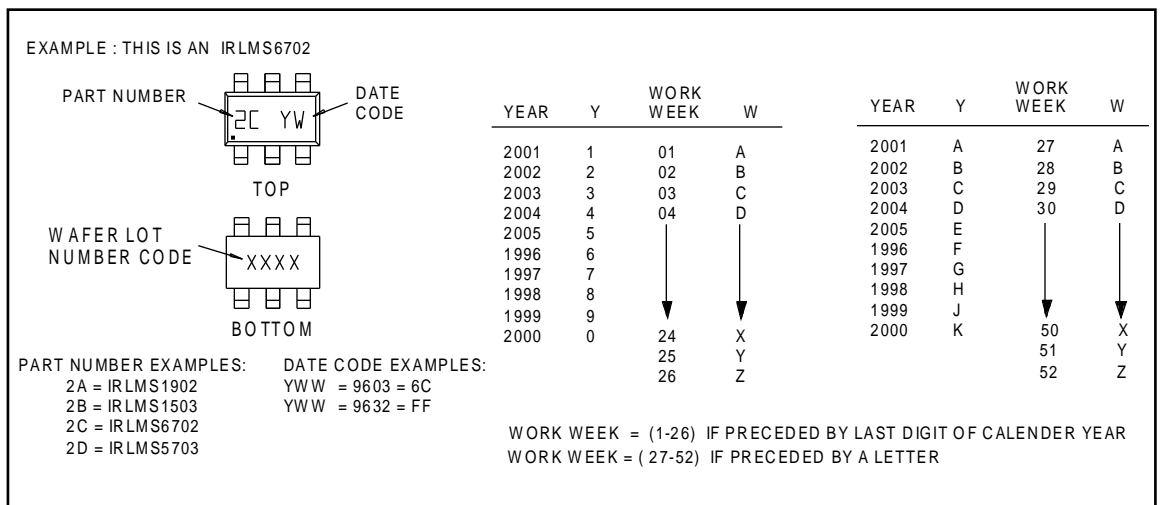 EXAMPLE : THIS IS AN IRLMS6702
PART NUMBER
DATE CODE
2C YW
TOP
WAFER LOT
NUMBER CODE
XXXX
BOTTOM
PART NUMBER EXAMPLES:
2A = IRLMS1902
2B = IRLMS1503
2C = IRLMS6702
2D = IRLMS5703
DATE CODE EXAMPLES:
YWW = 9603 = 6C
YWW = 9632 = FF
YEAR Y WORK WEEK W
2001 1 01 A
2002 2 02 B
2003 3 03 C
2004 4 04 D
2005 5
1996 6
1997 7
1998 8
1999 9
2000 0 24 X
25 Y
26 Z
YEAR Y WORK WEEK W
2001 A 27 A
2002 B 28 B
2003 C 29 C
2004 D 30 D
2005 E
1996 F
1997 G
1998 H
1999 J
2000 K 50 X
51 Y
52 Z
WORK WEEK = (1-26) IF PRECEDED BY LAST DIGIT OF CALENDER YEAR
WORK WEEK = (27-52) IF PRECEDED BY A LETTER